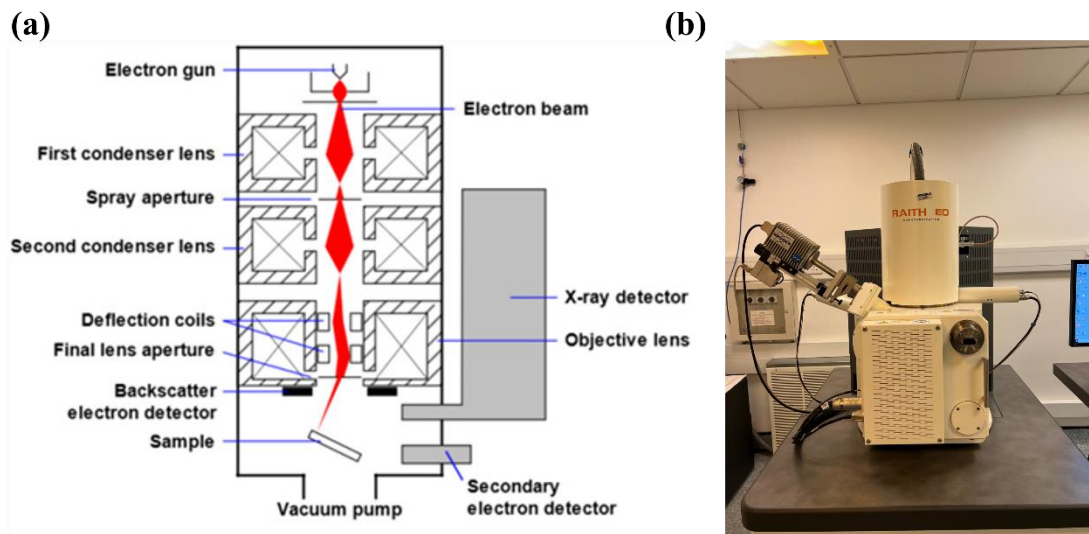 (a)
(b)
Electron gun
Electron beam
First condenser lens
Spray aperture
Second condenser lens
X-ray detector
Deflection coils
Objective lens
Final lens aperture
Backscatter
electron detector
Sample
Secondary
electron detector
Vacuum pump
RAITH EO